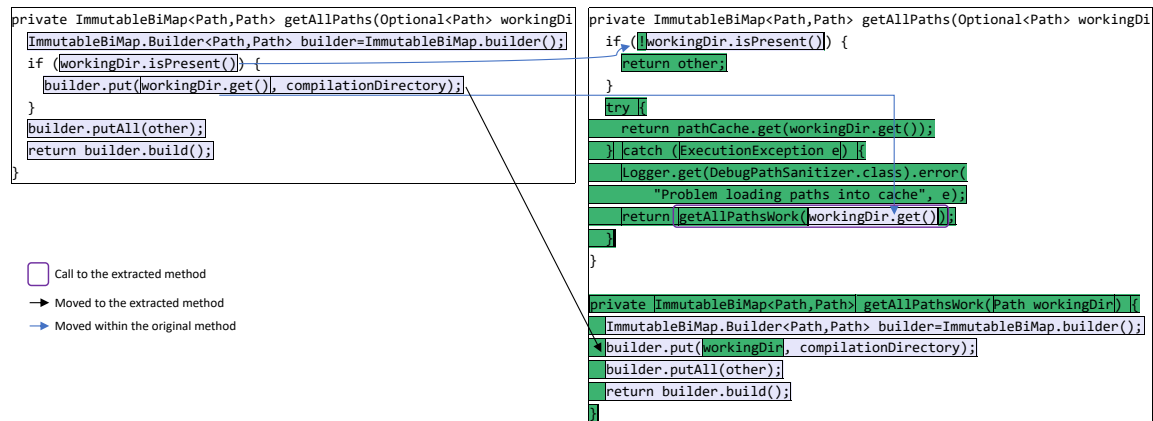 private ImmutableBiMap<Path,Path> getAllPaths(Optional<Path> workingDi
ImmutableBiMap.Builder<Path,Path> builder=ImmutableBiMap.builder();
if (workingDir.isPresent()) {
builder.put(workingDir.get(), compilationDirectory);
}
builder.putAll(other);
return builder.build();
}
Call to the extracted method
Moved to the extracted method
Moved within the original method
private ImmutableBiMap<Path,Path> getAllPaths(Optional<Path> workingDi
if (!workingDir.isPresent()) {
return other;
}
try {
return pathCache.get(workingDir.get());
} catch (ExecutionException e) {
Logger.get(DebugPathSanitizer.class).error(
"Problem loading paths into cache", e);
return getAllPathsWork(workingDir.get());
}
}
private ImmutableBiMap<Path,Path> getAllPathsWork(Path workingDir) {
ImmutableBiMap.Builder<Path,Path> builder=ImmutableBiMap.builder();
builder.put(workingDir, compilationDirectory);
builder.putAll(other);
return builder.build();
}